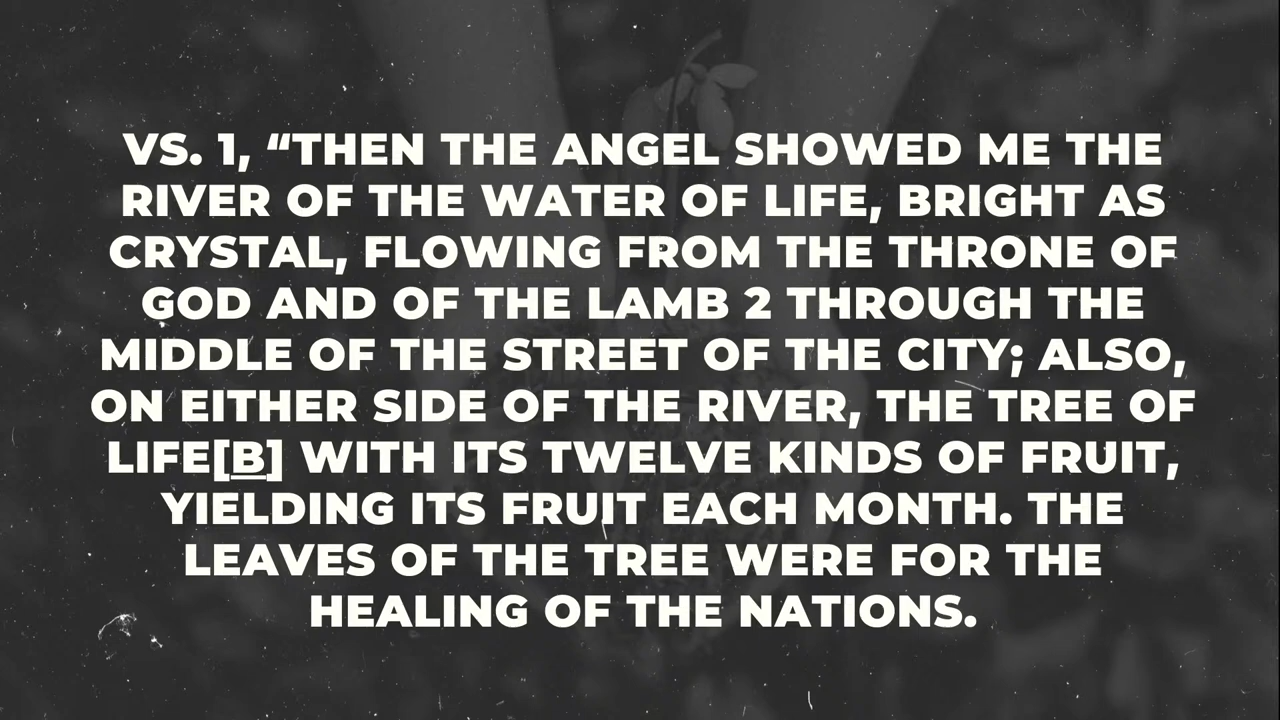 VS. 1, “THEN THE ANGEL SHOWED ME THE
RIVER OF THE WATER OF LIFE, BRIGHT AS
CRYSTAL, FLOWING FROM THE THRONE OF
GOD AND OF THE LAMB 2 THROUGH THE
MIDDLE OF THE STREET OF THE CITY; ALSO,
ON EITHER SIDE OF THE RIVER, THE TREE OF
LIFE[B] WITH ITS TWELVE KINDS OF FRUIT,
YIELDING ITS FRUIT EACH MONTH. THE
LEAVES OF THE TREE WERE FOR THE
HEALING OF THE NATIONS.